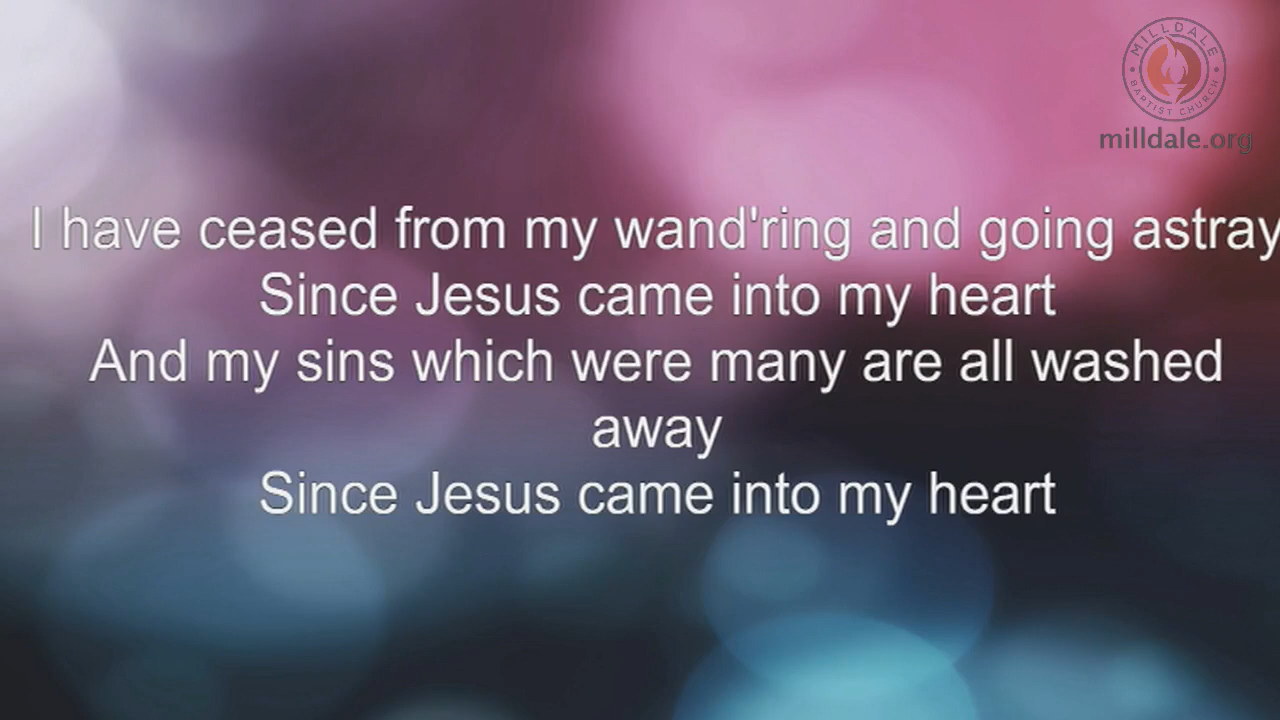 MILLDALE
BAPTIST CHURCH
milldale.org
I have ceased from my wand'ring and going astray
Since Jesus came into my heart
And my sins which were many are all washed
away
Since Jesus came into my heart